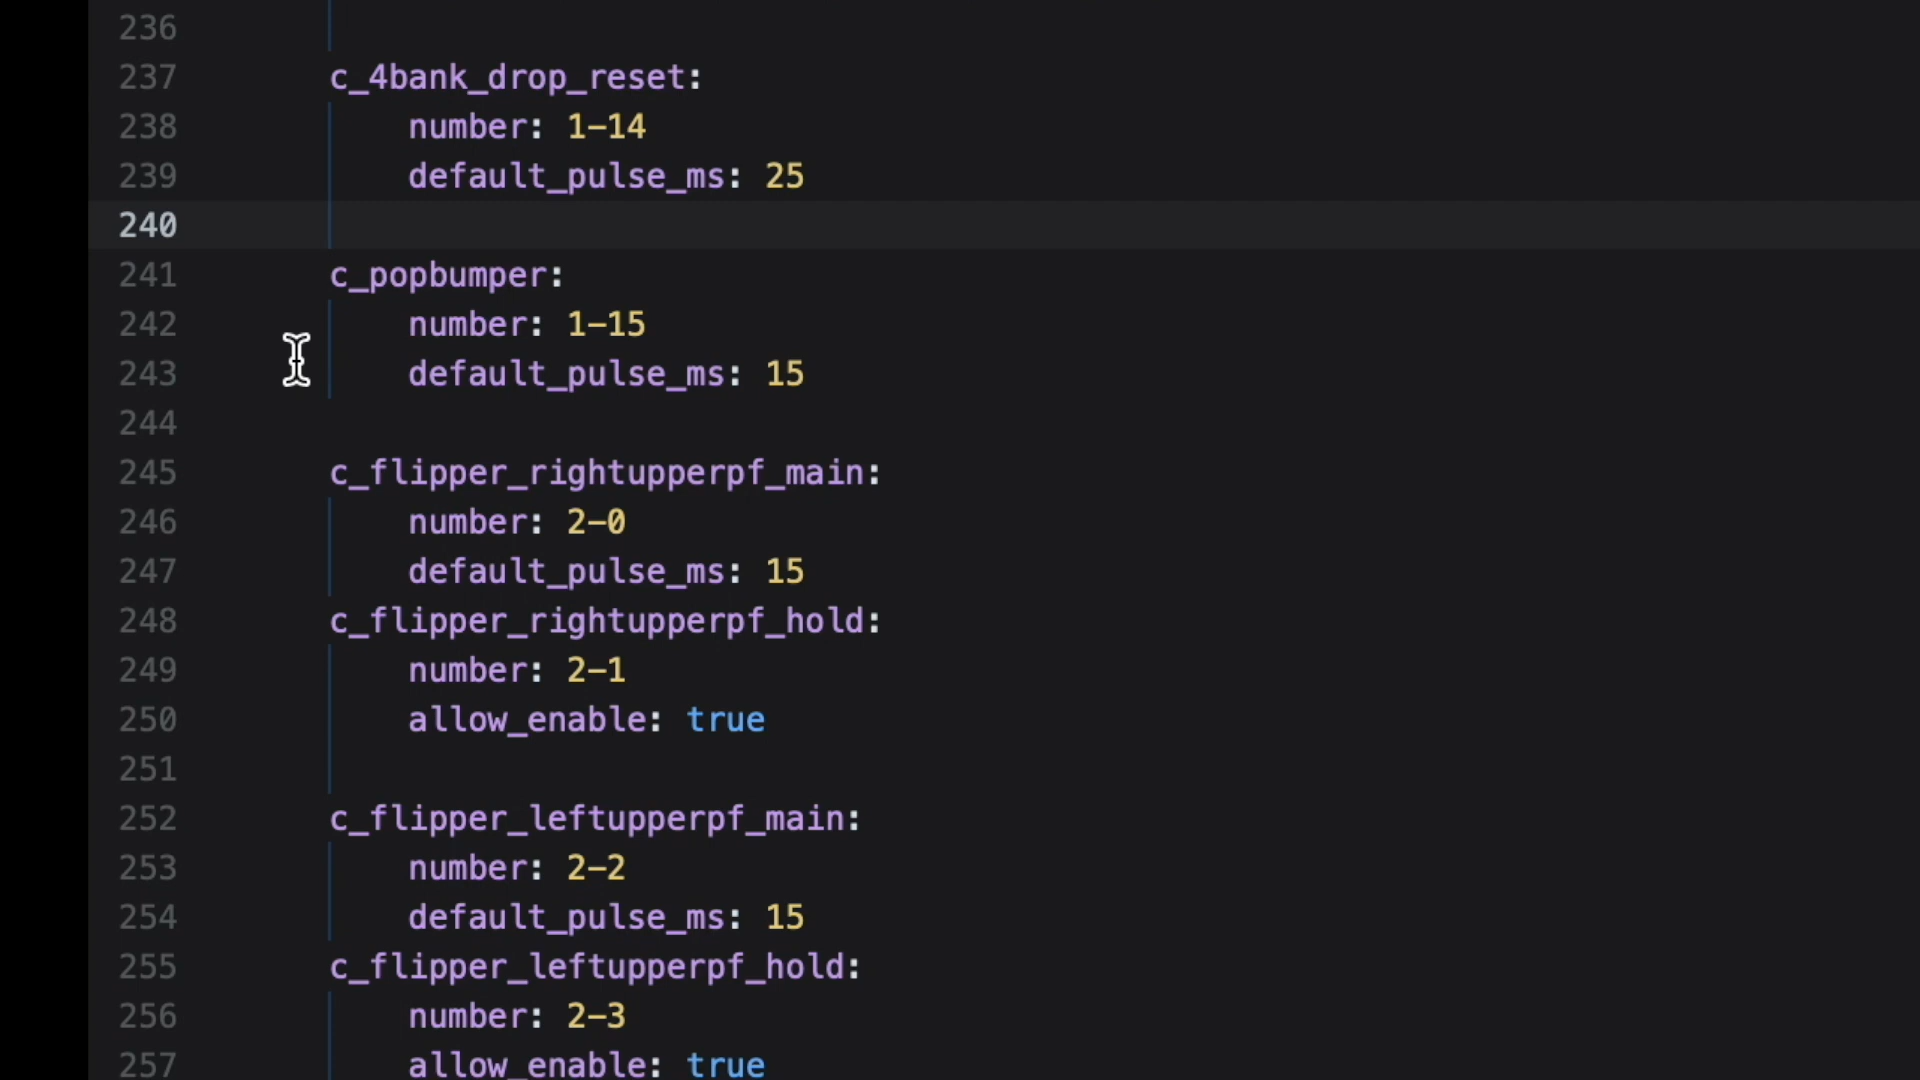 236
237 c_4bank_drop_reset:
238 number: 1-14
239 default_pulse_ms: 25
240
241 c_popbumper:
242 number: 1-15
243 default_pulse_ms: 15
244
245 c_flipper_rightupperpf_main:
246 number: 2-0
247 default_pulse_ms: 15
248 c_flipper_rightupperpf_hold:
249 number: 2-1
250 allow_enable: true
251
252 c_flipper_leftupperpf_main:
253 number: 2-2
254 default_pulse_ms: 15
255 c_flipper_leftupperpf_hold:
256 number: 2-3
257 allow_enable: true